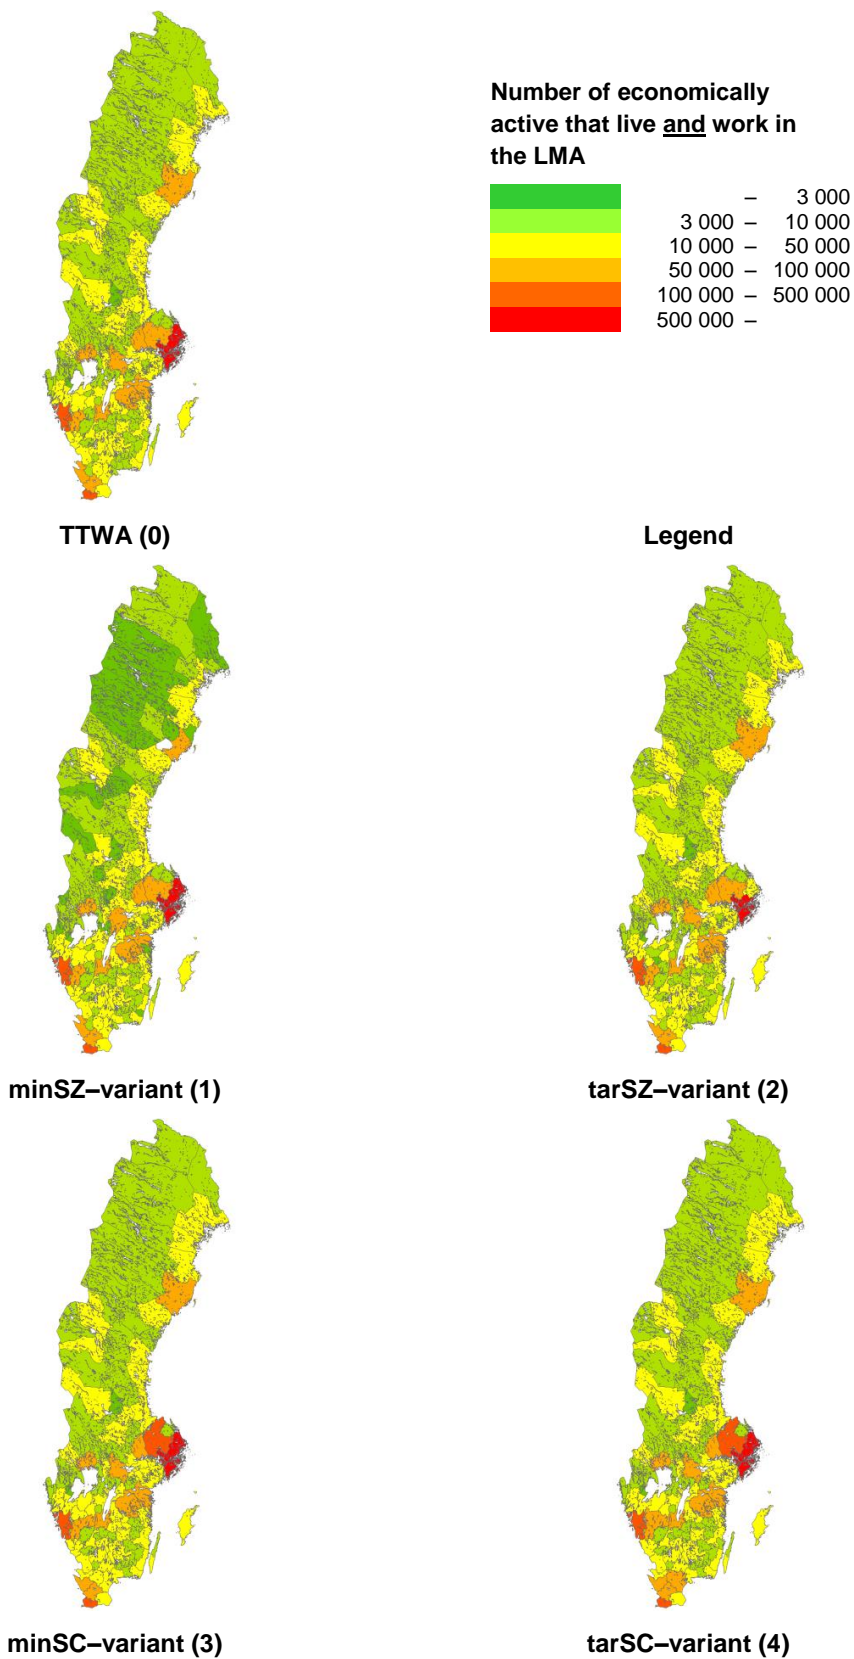 Number of economically
active that live and work in
the LMA
– 3 000
3 000 – 10 000
10 000 – 50 000
50 000 – 100 000
100 000 – 500 000
500 000 –
TTWA (0)
Legend
minSZ–variant (1)
tarSZ–variant (2)
minSC–variant (3)
tarSC–variant (4)